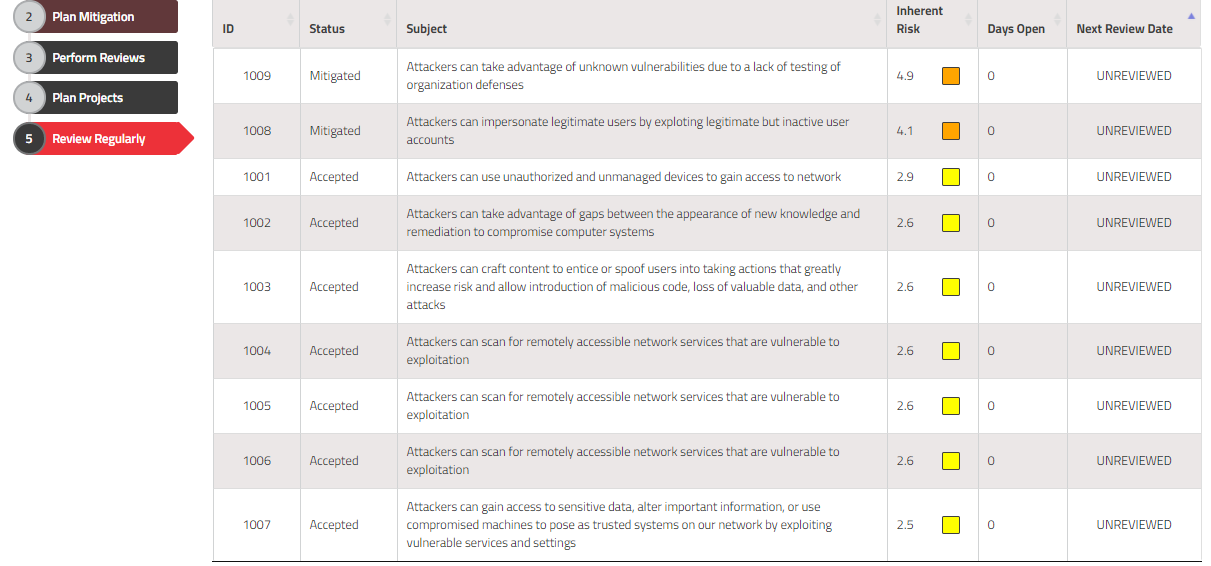 2 Plan Mitigation
3 Perform Reviews
4 Plan Projects
5 Review Regularly
ID Status Subject Inherent Risk Days Open Next Review Date
1009 Mitigated Attackers can take advantage of unknown vulnerabilities due to a lack of testing of
organization defenses 4.9 0 UNREVIEWED
1008 Mitigated Attackers can impersonate legitimate users by exploting legitimate but inactive user
accounts 4.1 0 UNREVIEWED
1001 Accepted Attackers can use unauthorized and unmanaged devices to gain access to network 2.9 0 UNREVIEWED
1002 Accepted Attackers can take advantage of gaps between the appearance of new knowledge and
remediation to compromise computer systems 2.6 0 UNREVIEWED
1003 Accepted Attackers can craft content to entice or spoof users into taking actions that greatly
increase risk and allow introduction of malicious code, loss of valuable data, and other
attacks 2.6 0 UNREVIEWED
1004 Accepted Attackers can scan for remotely accessible network services that are vulnerable to
exploitation 2.6 0 UNREVIEWED
1005 Accepted Attackers can scan for remotely accessible network services that are vulnerable to
exploitation 2.6 0 UNREVIEWED
1006 Accepted Attackers can scan for remotely accessible network services that are vulnerable to
exploitation 2.6 0 UNREVIEWED
1007 Accepted Attackers can gain access to sensitive data, alter important information, or use
compromised machines to pose as trusted systems on our network by exploiting
vulnerable services and settings 2.5 0 UNREVIEWED